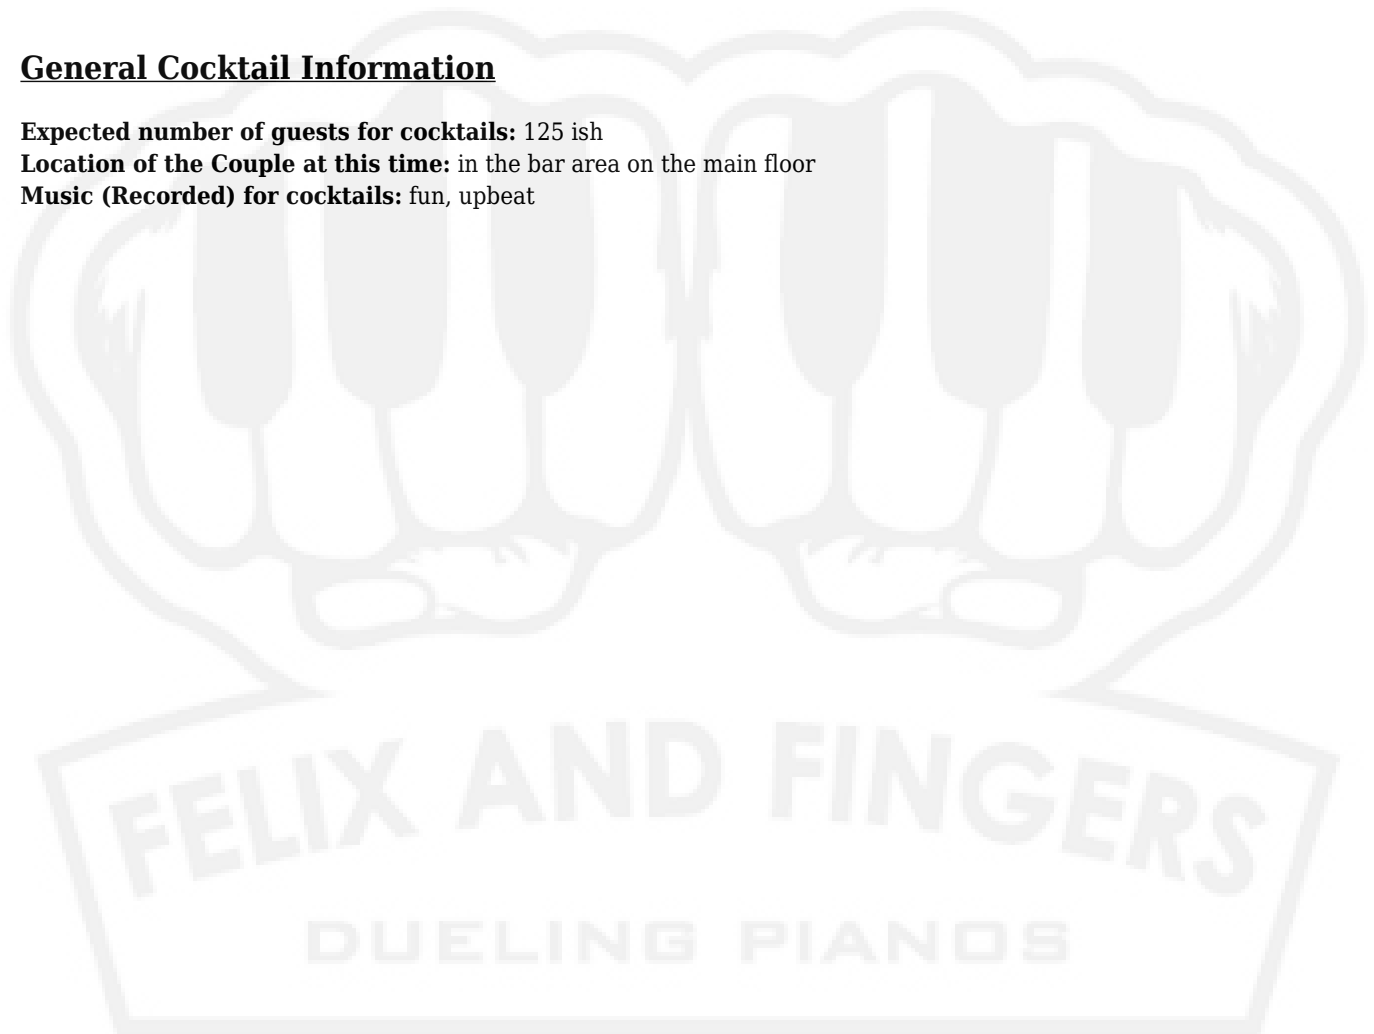 General Cocktail Information
Expected number of guests for cocktails: 125 ish
Location of the Couple at this time: in the bar area on the main floor
Music (Recorded) for cocktails: fun, upbeat
FELIX AND FINGERS
DUELING PIANOS